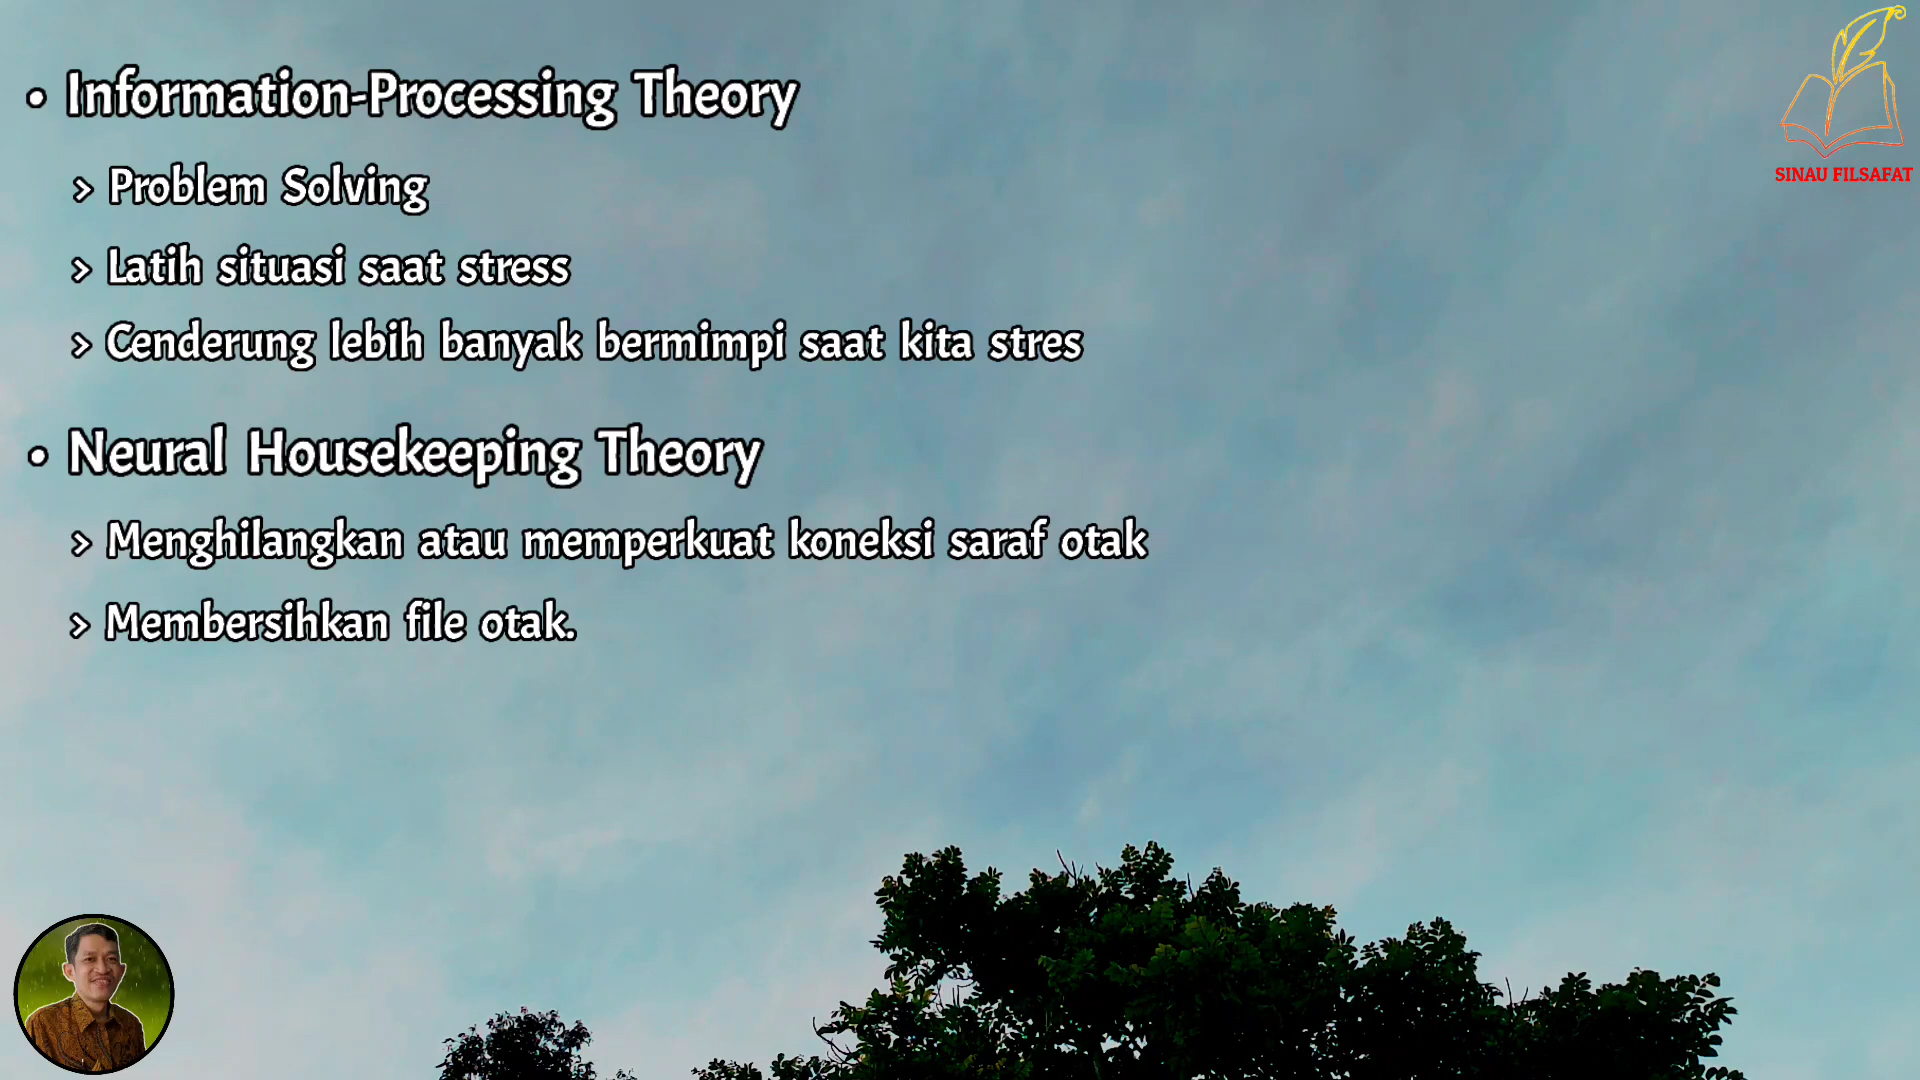 • Information-Processing Theory
> Problem Solving
> Latih situasi saat stress
> Cenderung lebih banyak bermimpi saat kita stres
• Neural Housekeeping Theory
> Menghilangkan atau memperkuat koneksi saraf otak
> Membersihkan file otak.
SINAU FILSAFAT